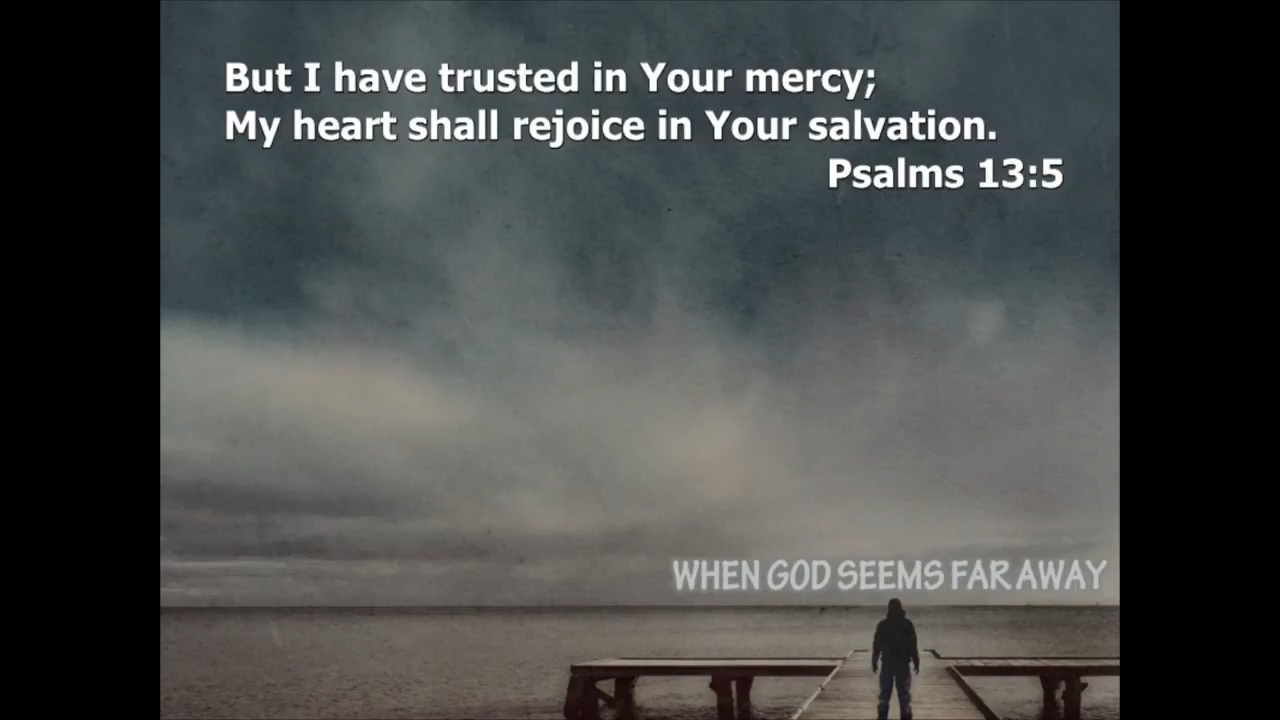 But I have trusted in Your mercy;
My heart shall rejoice in Your salvation.
Psalms 13:5
WHEN GOD SEEMS FAR AWAY